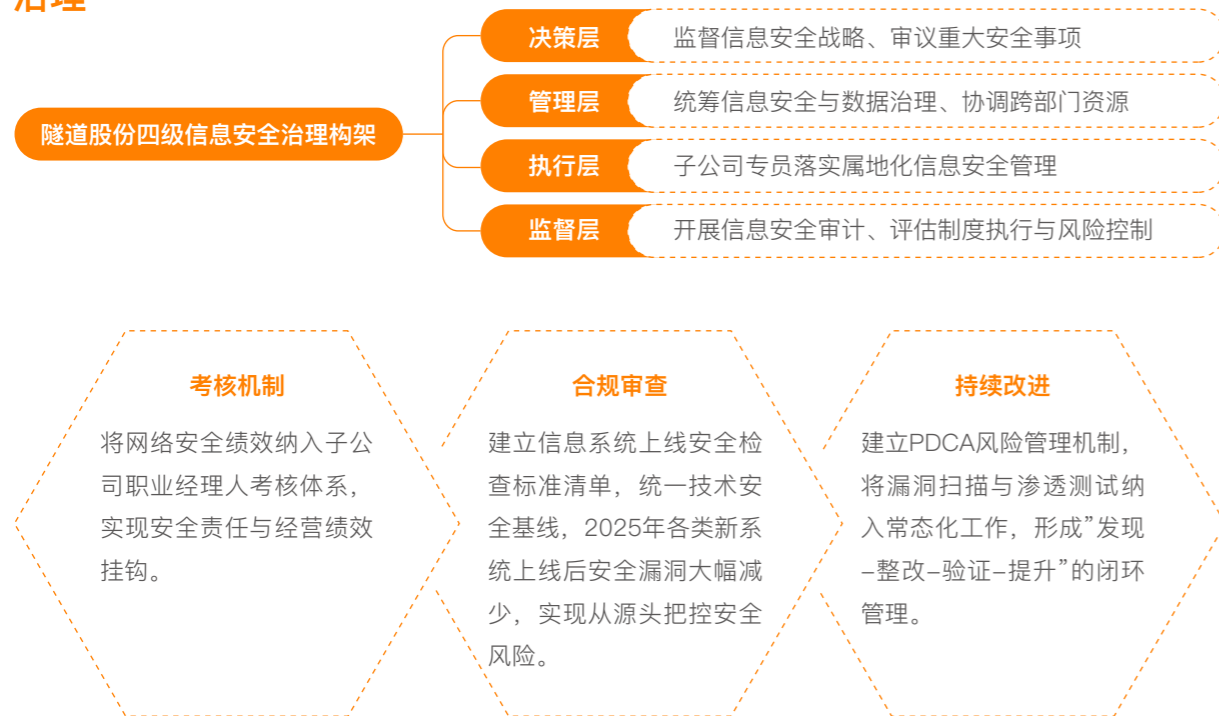 治理
决策层 监督信息安全战略、审议重大安全事项
管理层 统筹信息安全与数据治理、协调跨部门资源
隧道股份四级信息安全治理构架
执行层 子公司专员落实属地化信息安全管理
监督层 开展信息安全审计、评估制度执行与风险控制
考核机制
将网络安全绩效纳入子公
司职业经理人考核体系，
实现安全责任与经营绩效
挂钩。
合规审查
建立信息系统上线安全检
查标准清单，统一技术安
全基线，2025年各类新系
统上线后安全漏洞大幅减
少，实现从源头把控安全
风险。
持续改进
建立PDCA风险管理机制，
将漏洞扫描与渗透测试纳
入常态化工作，形成”发现
–整改–验证–提升”的闭环
管理。